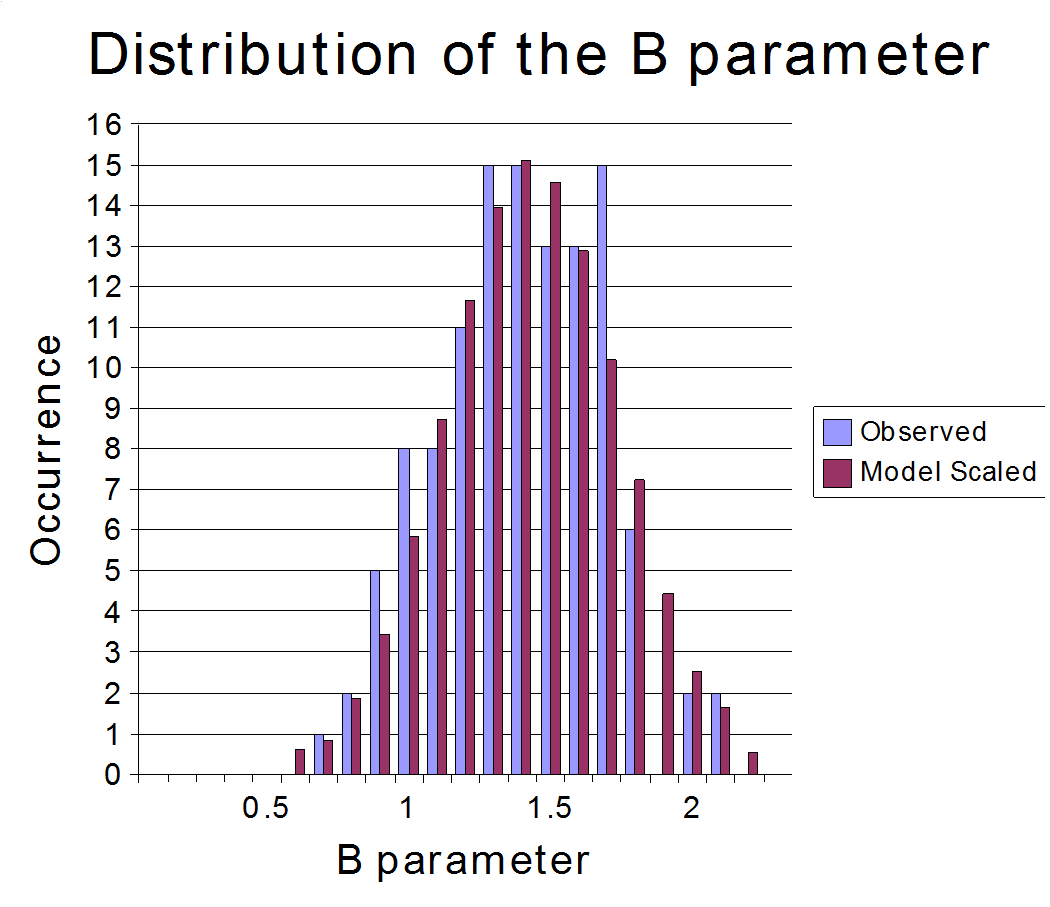 Distribution of the B parameter
16
15
14
13
12
11
10
9
8
7
6
5
4
3
2
1
0
Occurrence
0.5 1 1.5 2
B parameter
Observed
Model Scaled